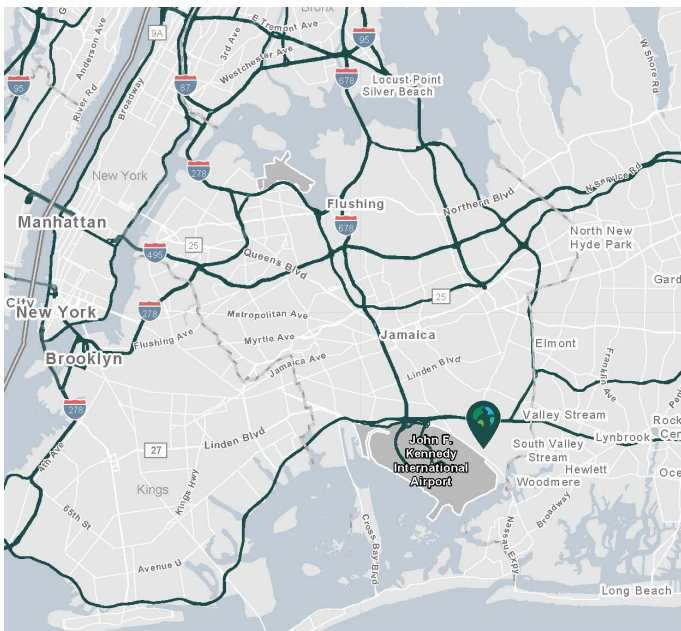 Bronx
E Tremont Ave
95
9A
3rd Ave
Anderson Ave
Westchester Ave
W Shore Rd
678
Locust Point
Silver Beach
95
87
River Rd
Broadway
278
New York
N Service Rd
Flushing
Northern Blvd
Manhattan
678
North New
Hyde Park
25
495
Queens Blvd
City
New York
25
278
Metropolitan Ave
Flushing Ave
Myrtle Ave
Jamaica
Elmont
Brooklyn
Jamaica Ave
Linden Blvd
Franklin Ave
278
Valley Stream
Linden Blvd
27
John F.
Kennedy
International
Airport
South Valley
Stream
Lynbrook
Hewlett
Woodmere
4th Ave
Kings
Kings Hwy
65th St
Cross Bay Blvd
Nassau Expy
Broadway
Avenue U
Long Beach